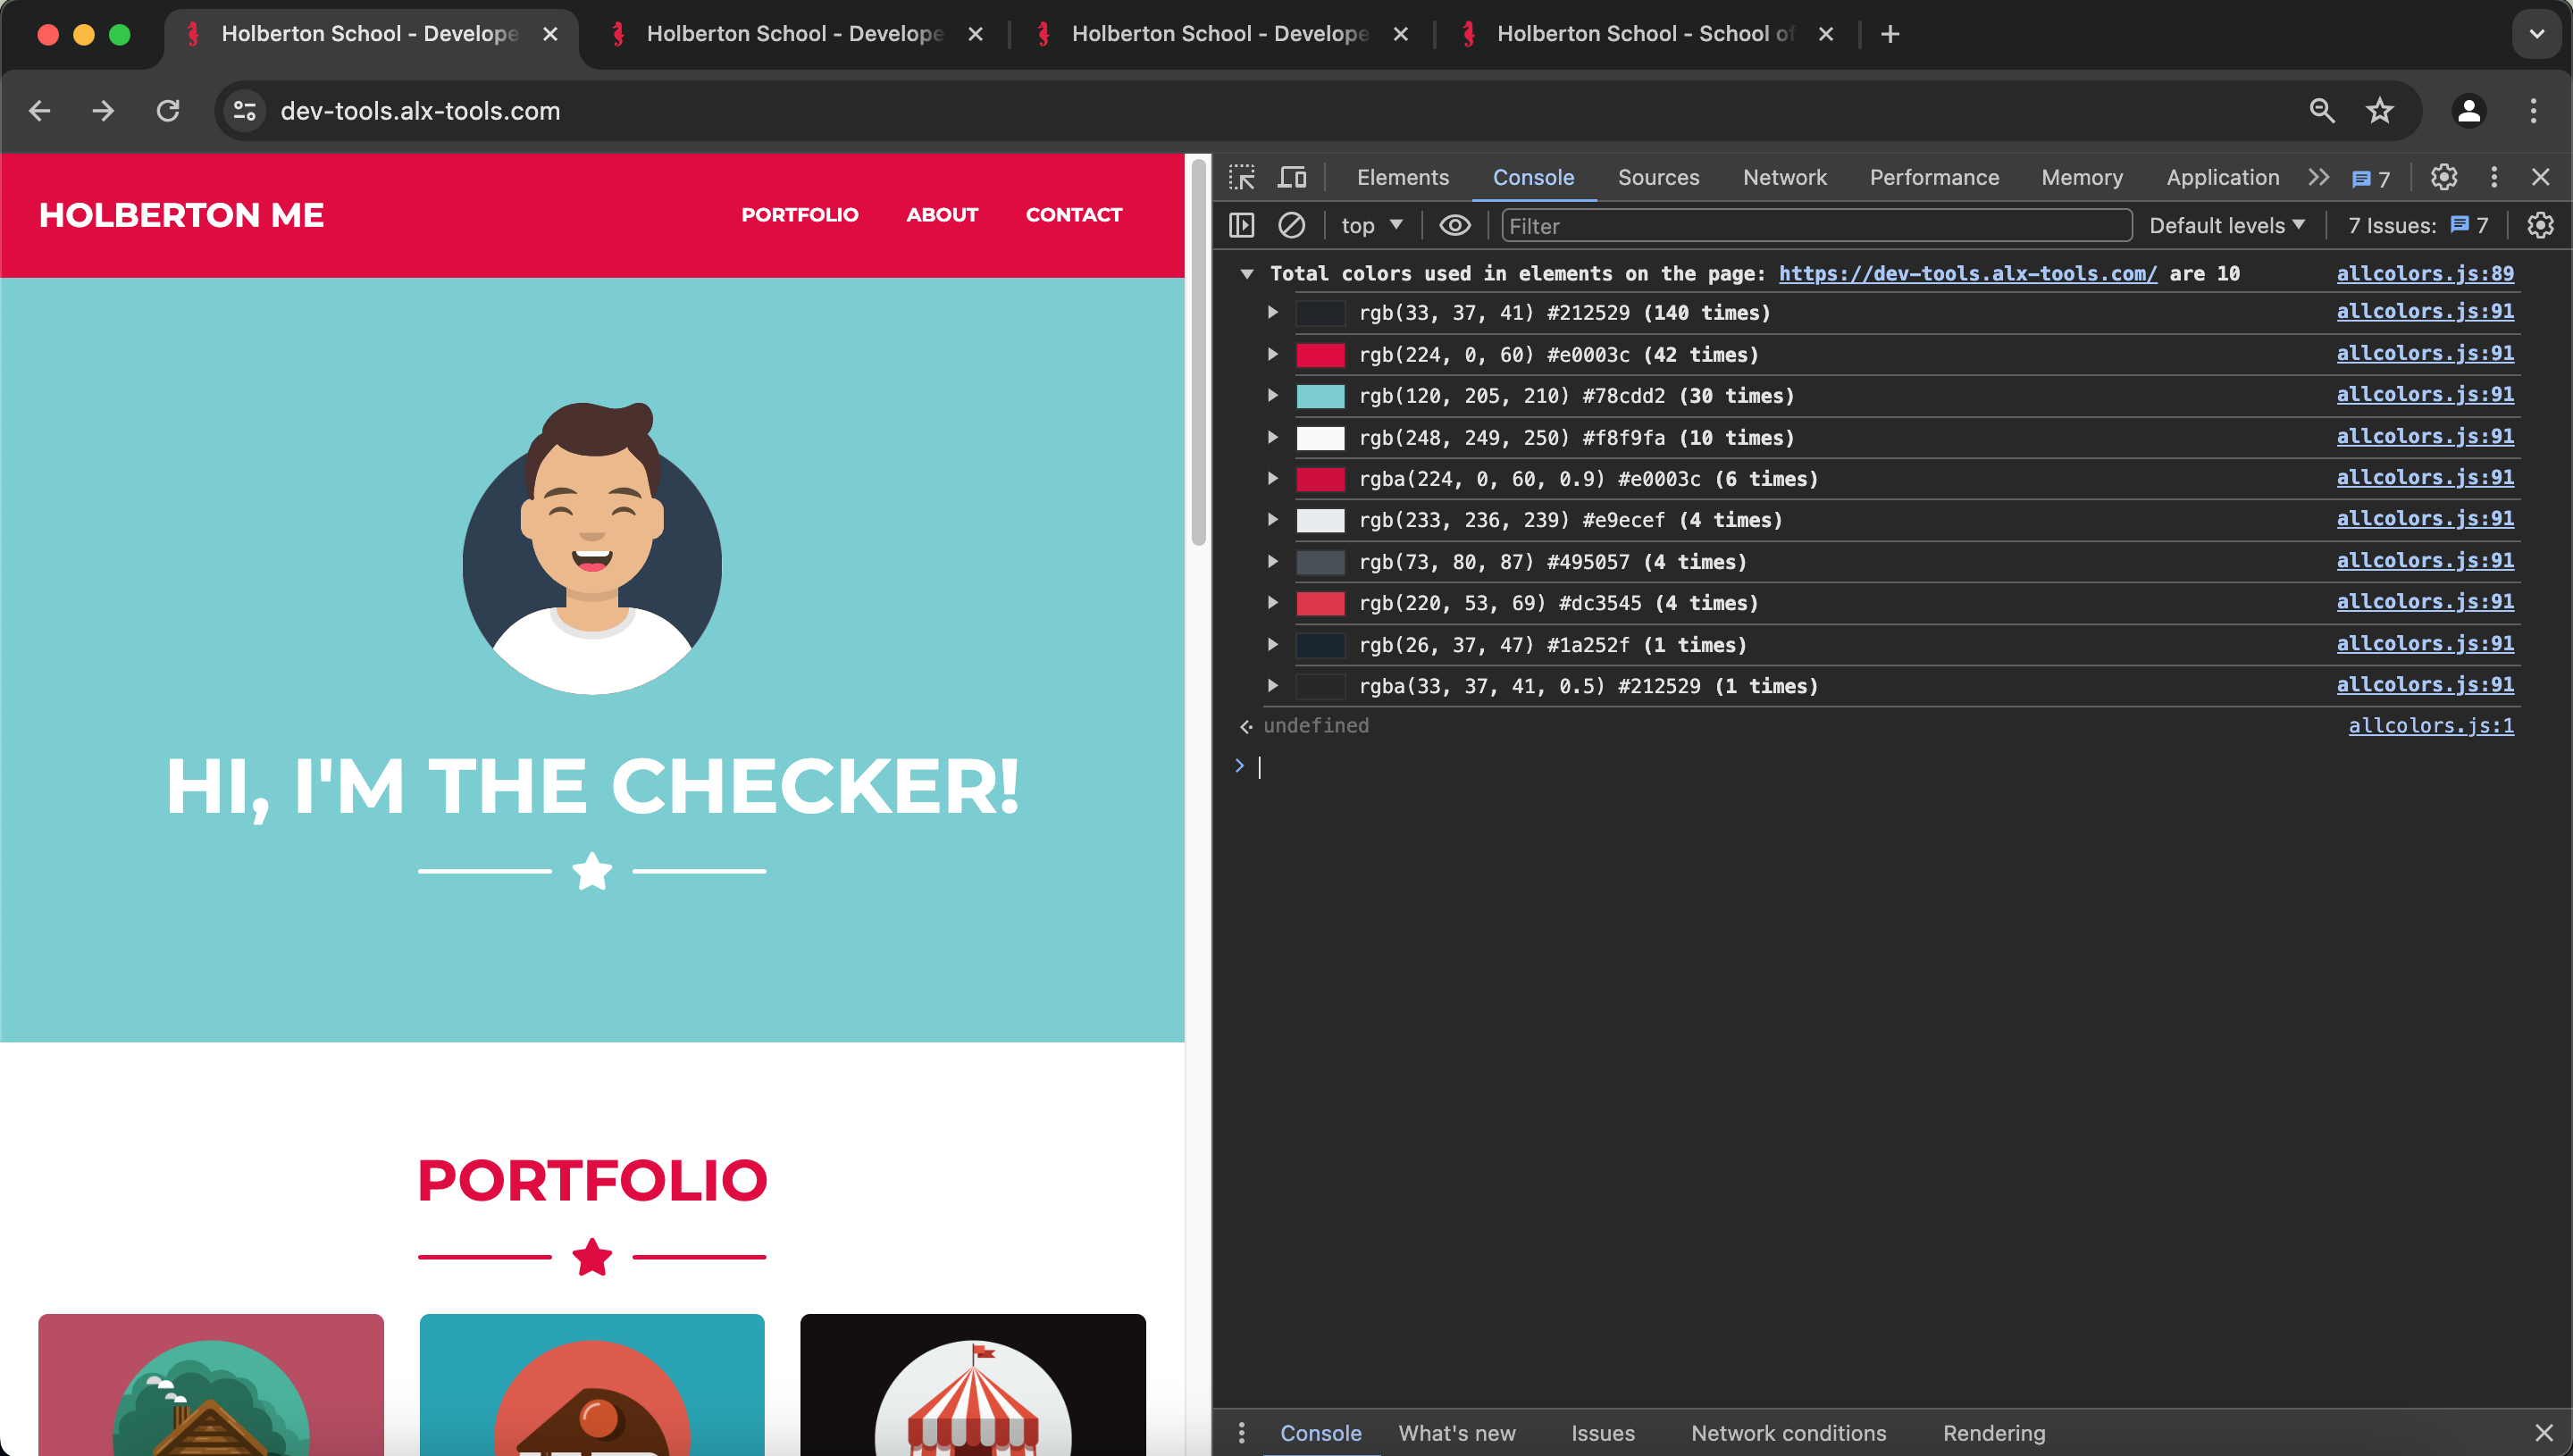 Holberton School - Develope
Holberton School - Develope
Holberton School - Develope
Holberton School - School of
dev-tools.alx-tools.com
HOLBERTON ME
PORTFOLIO
ABOUT
CONTACT
HI, I'M THE CHECKER!
PORTFOLIO
Elements Console Sources Network Performance Memory Application 7
top Filter Default levels 7 Issues: 7
Total colors used in elements on the page: https://dev-tools.alx-tools.com/ are 10 allcolors.js:89
rgb(33, 37, 41) #212529 (140 times) allcolors.js:91
rgb(224, 0, 60) #e0003c (42 times) allcolors.js:91
rgb(120, 205, 210) #78cdd2 (30 times) allcolors.js:91
rgb(248, 249, 250) #f8f9fa (10 times) allcolors.js:91
rgba(224, 0, 60, 0.9) #e0003c (6 times) allcolors.js:91
rgb(233, 236, 239) #e9ecef (4 times) allcolors.js:91
rgb(73, 80, 87) #495057 (4 times) allcolors.js:91
rgb(220, 53, 69) #dc3545 (4 times) allcolors.js:91
rgb(26, 37, 47) #1a252f (1 times) allcolors.js:91
rgba(33, 37, 41, 0.5) #212529 (1 times) allcolors.js:91
undefined allcolors.js:1
Console What's new Issues Network conditions Rendering